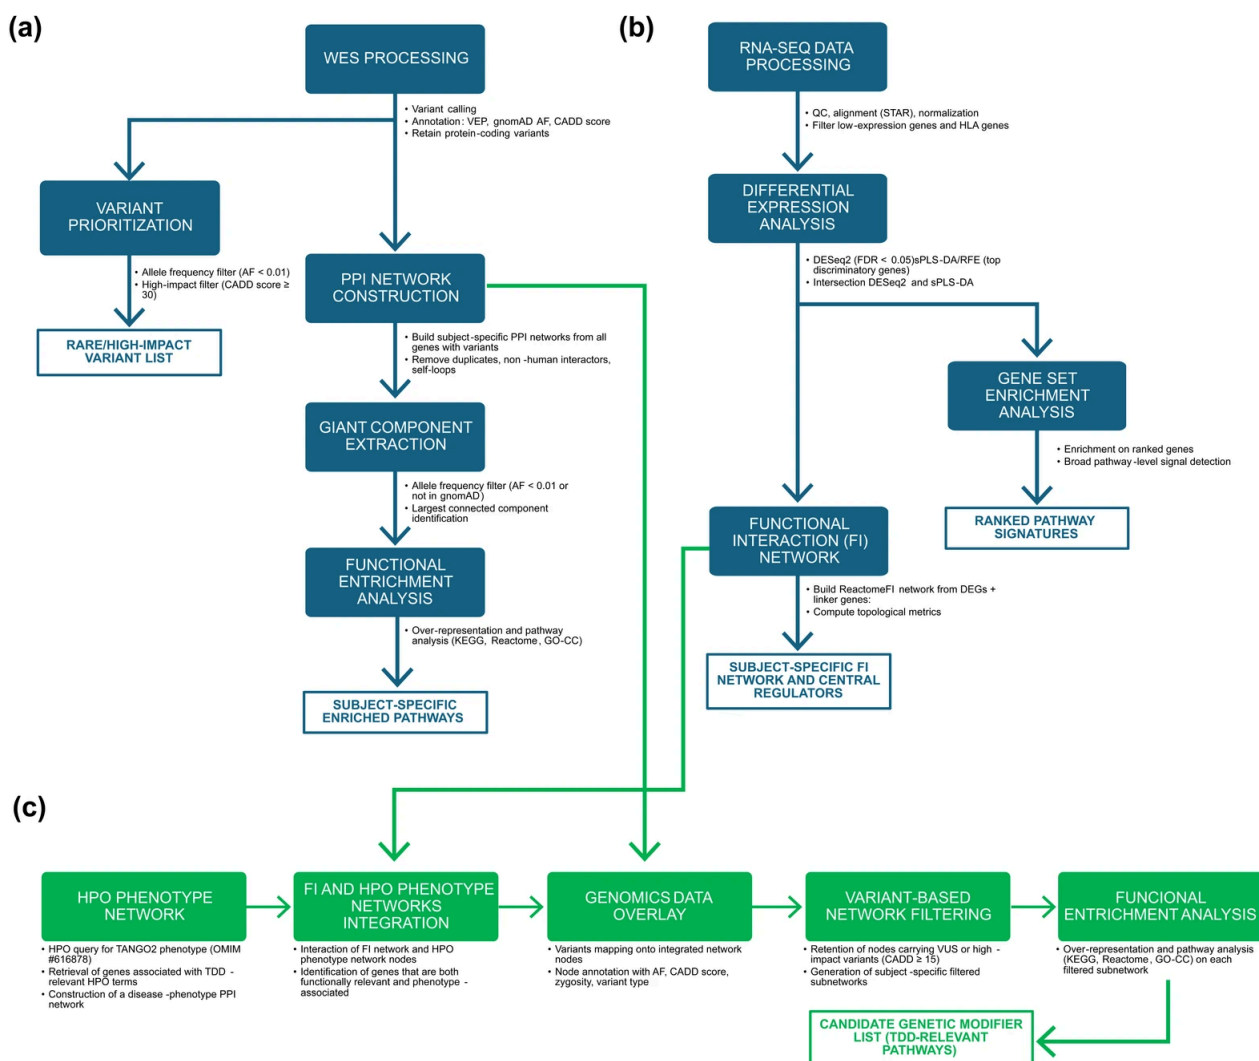 (a)
WES PROCESSING
• Variant calling
• Annotation: VEP, gnomAD AF, CADD score
• Retain protein-coding variants
VARIANT
PRIORITIZATION
• Allele frequency filter (AF < 0.01)
• High-impact filter (CADD score ≥
30)
RARE/HIGH-IMPACT
VARIANT LIST
PPI NETWORK
CONSTRUCTION
• Build subject-specific PPI networks from all
genes with variants
• Remove duplicates, non -human interactors,
self-loops
GIANT COMPONENT
EXTRACTION
• Allele frequency filter (AF < 0.01 or
not in gnomAD)
• Largest connected component
identification
FUNCTIONAL
ENTRICHMENT
ANALYSIS
• Over-representation and pathway
analysis (KEGG, Reactome, GO-CC)
SUBJECT-SPECIFIC
ENRICHED PATHWAYS
(b)
RNA-SEQ DATA
PROCESSING
• QC, alignment (STAR), normalization
• Filter low-expression genes and HLA genes
DIFFERENTIAL
EXPRESSION
ANALYSIS
• DESeq2 (FDR < 0.05)sPLS-DA/RFE (top
discriminatory genes)
• Intersection DESeq2 and sPLS-DA
GENE SET
ENRICHMENT
ANALYSIS
• Enrichment on ranked genes
• Broad pathway-level signal detection
RANKED PATHWAY
SIGNATURES
FUNCTIONAL
INTERACTION (FI)
NETWORK
• Build ReactomeFI network from DEGs +
linker genes:
• Compute topological metrics
SUBJECT-SPECIFIC FI
NETWORK AND CENTRAL
REGULATORS
(c)
HPO PHENOTYPE
NETWORK
• HPO query for TANGO2 phenotype (OMIM
#616878)
• Retrieval of genes associated with TDD -
relevant HPO terms
• Construction of a disease -phenotype PPI
network
FI AND HPO PHENOTYPE
NETWORKS
INTEGRATION
• Interaction of FI network and HPO
phenotype network nodes
• Identification of genes that are both
functionally relevant and phenotype -
associated
GENOMICS DATA
OVERLAY
• Variants mapping onto integrated network
nodes
• Node annotation with AF, CADD score,
zygosity, variant type
VARIANT-BASED
NETWORK FILTERING
• Retention of nodes carrying VUS or high -
impact variants (CADD ≥ 15)
• Generation of subject -specific filtered
subnetworks
FUNCIONAL
ENTRICHMENT ANALYSIS
• Over-representation and pathway analysis
(KEGG, Reactome, GO-CC) on each
filtered subnetwork
CANDIDATE GENETIC MODIFIER
LIST (TDD-RELEVANT
PATHWAYS)